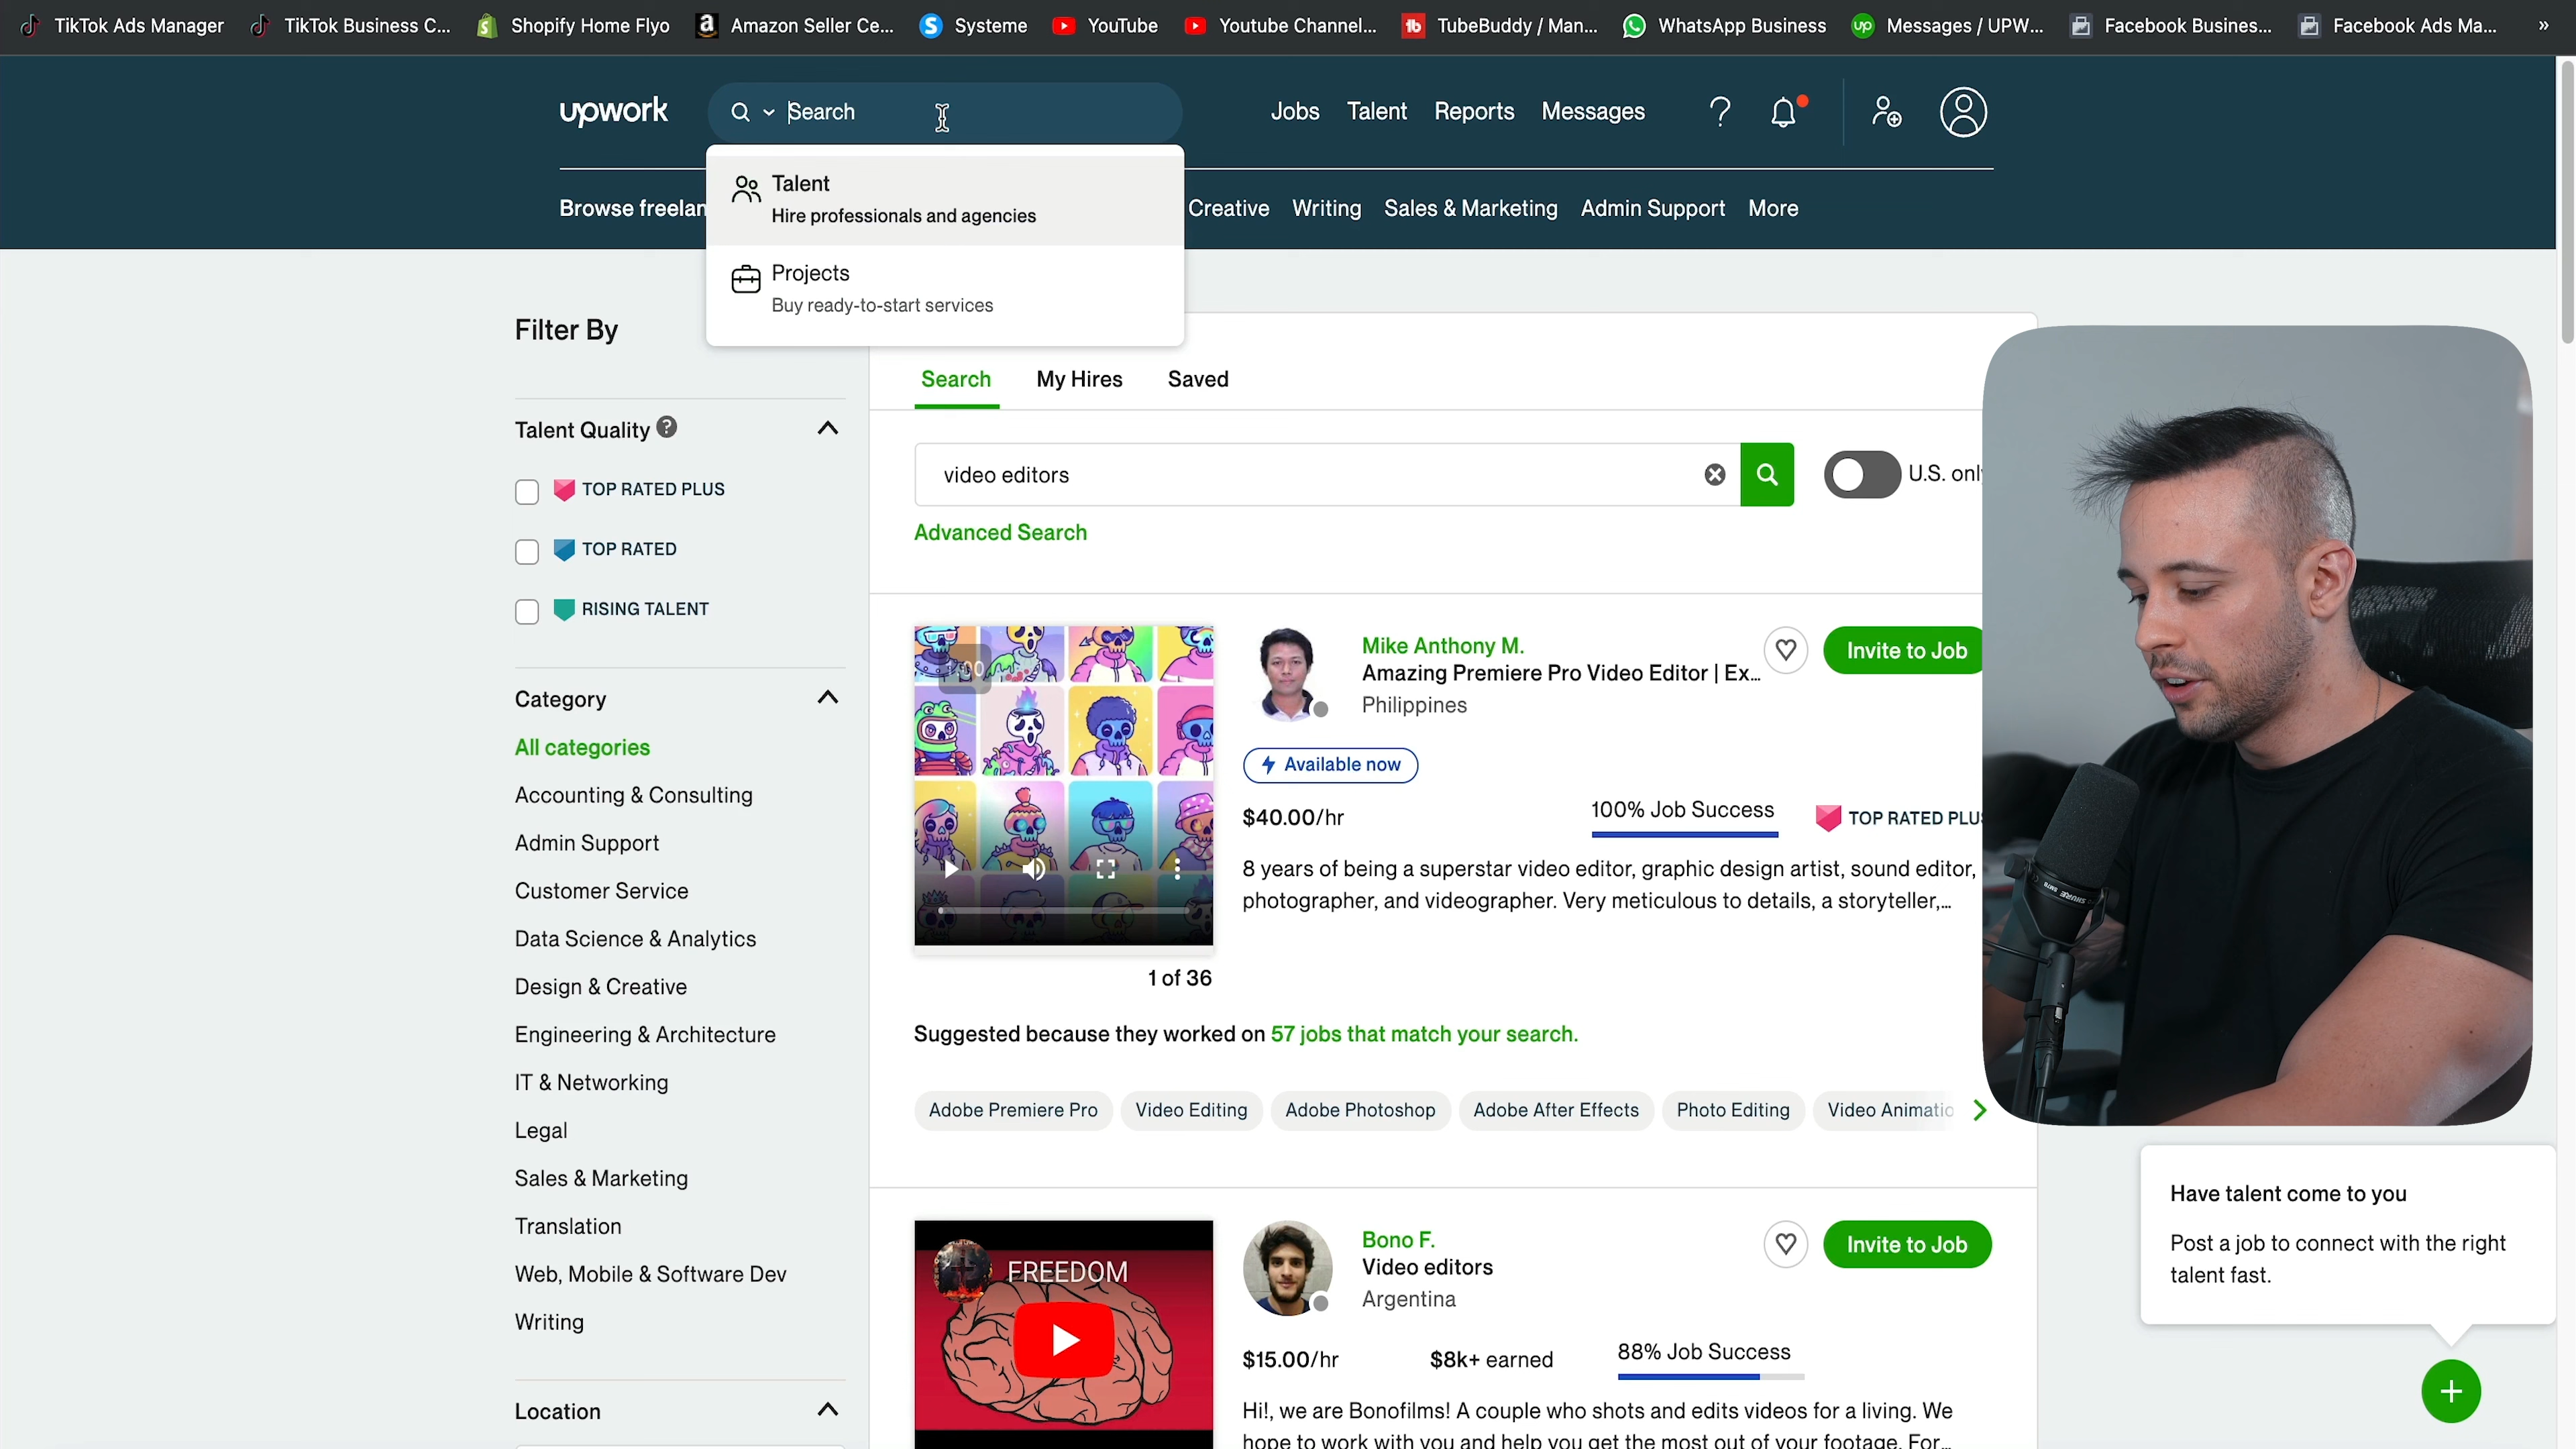 TikTok Ads Manager TikTok Business C... Shopify Home Flyo Amazon Seller Ce... Systeme YouTube Youtube Channel... TubeBuddy / Man... WhatsApp Business Messages / UPW... Facebook Busines... Facebook Ads Ma... »
upwork Search Jobs Talent Reports Messages
Talent
Hire professionals and agencies
Browse freelan Creative Writing Sales & Marketing Admin Support More
Projects
Buy ready-to-start services
Filter By
Talent Quality
TOP RATED PLUS
TOP RATED
RISING TALENT
Category
All categories
Accounting & Consulting
Admin Support
Customer Service
Data Science & Analytics
Design & Creative
Engineering & Architecture
IT & Networking
Legal
Sales & Marketing
Translation
Web, Mobile & Software Dev
Writing
Location
Search My Hires Saved
video editors U.S. onl
Advanced Search
Mike Anthony M.
Amazing Premiere Pro Video Editor | Ex...
Philippines
Invite to Job
Available now
$40.00/hr 100% Job Success TOP RATED PLUS
8 years of being a superstar video editor, graphic design artist, sound editor,
photographer, and videographer. Very meticulous to details, a storyteller,...
1 of 36
Suggested because they worked on 57 jobs that match your search.
Adobe Premiere Pro Video Editing Adobe Photoshop Adobe After Effects Photo Editing Video Animatio
FREEDOM
Bono F.
Video editors
Argentina
Invite to Job
$15.00/hr $8k+ earned 88% Job Success
Hi!, we are Bonofilms! A couple who shots and edits videos for a living. We
hope to work with you and help you get the most out of your footage. For...
SHURE
Have talent come to you
Post a job to connect with the right
talent fast.